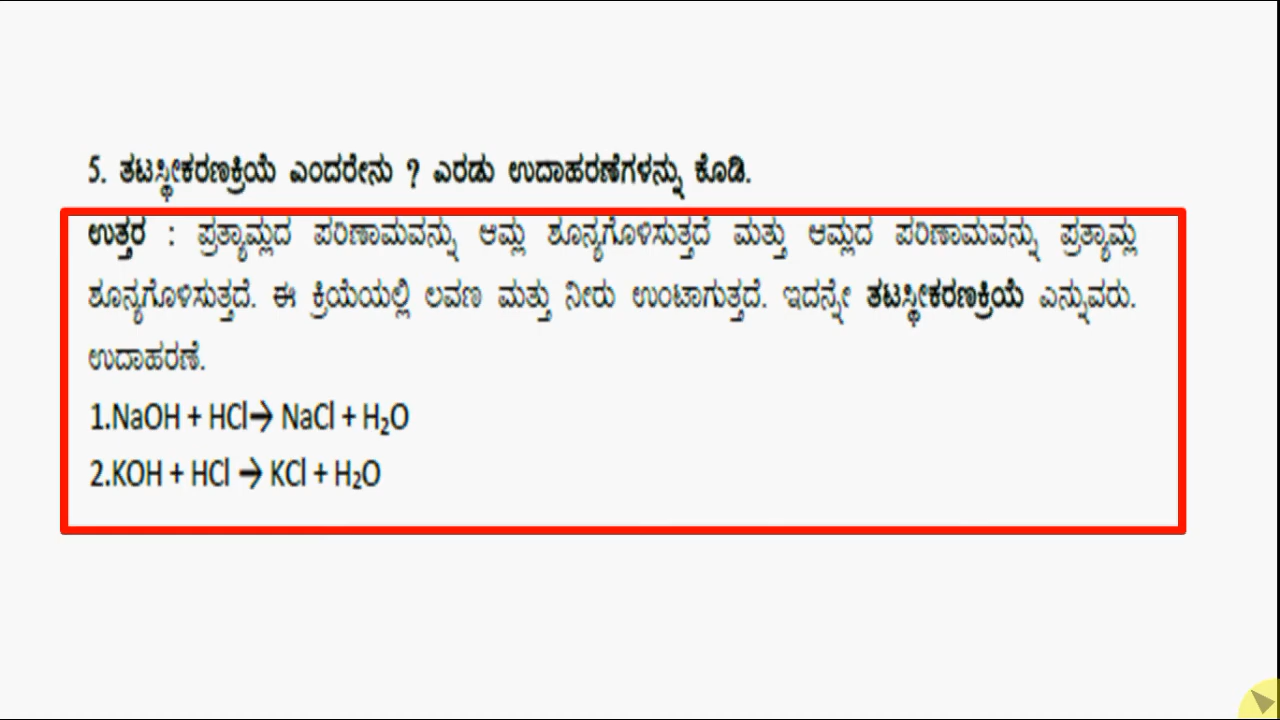 5. ತಟಸ್ಥೀಕರಣಕ್ರಿಯೆ ಎಂದರೇನು ? ಎರಡು ಉದಾಹರಣೆಗಳನ್ನು ಕೊಡಿ.
ಉತ್ತರ : ಪ್ರತ್ಯಾಮ್ಲದ ಪರಿಣಾಮವನ್ನು ಆಮ್ಲ ಶೂನ್ಯಗೊಳಿಸುತ್ತದೆ ಮತ್ತು ಆಮ್ಲದ ಪರಿಣಾಮವನ್ನು ಪ್ರತ್ಯಾಮ್ಲ
ಶೂನ್ಯಗೊಳಿಸುತ್ತದೆ. ಈ ಕ್ರಿಯೆಯಲ್ಲಿ ಲವಣ ಮತ್ತು ನೀರು ಉಂಟಾಗುತ್ತದೆ. ಇದನ್ನೇ ತಟಸ್ಥೀಕರಣಕ್ರಿಯೆ ಎನ್ನುವರು.
ಉದಾಹರಣೆ.
1.NaOH + HCl→ NaCl + H₂O
2.KOH + HCl → KCl + H₂O